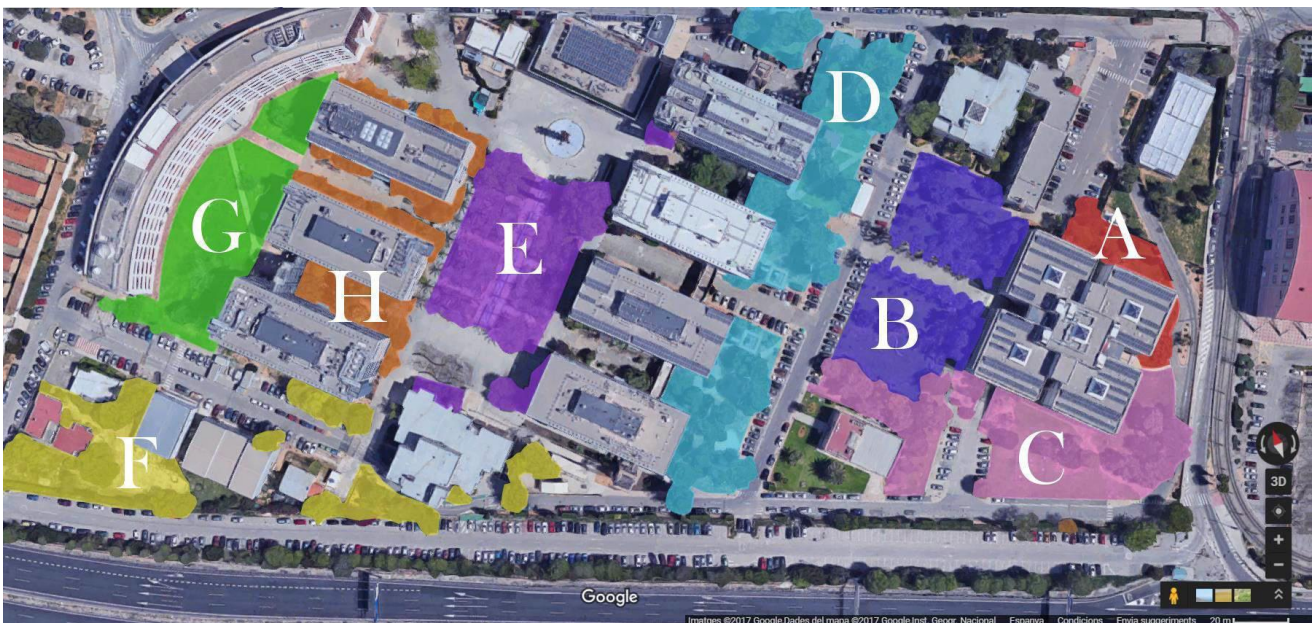 D
A
G
E
H
B
C
F
3D
Google
Imatges ©2017 Google Dades del mapa ©2017 Google Inst. Geogr. Nacional Espanya Condicions Envia suggeriments 20 m